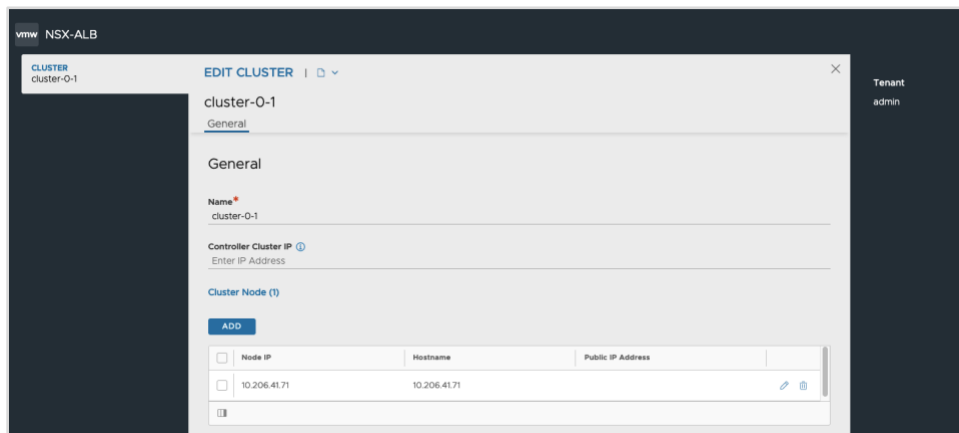 vmw NSX-ALB
CLUSTER
cluster-0-1
EDIT CLUSTER
cluster-0-1
General
Tenant
admin
General
Name*
cluster-0-1
Controller Cluster IP
Enter IP Address
Cluster Node (1)
ADD
Node IP Hostname Public IP Address
10.206.41.71 10.206.41.71